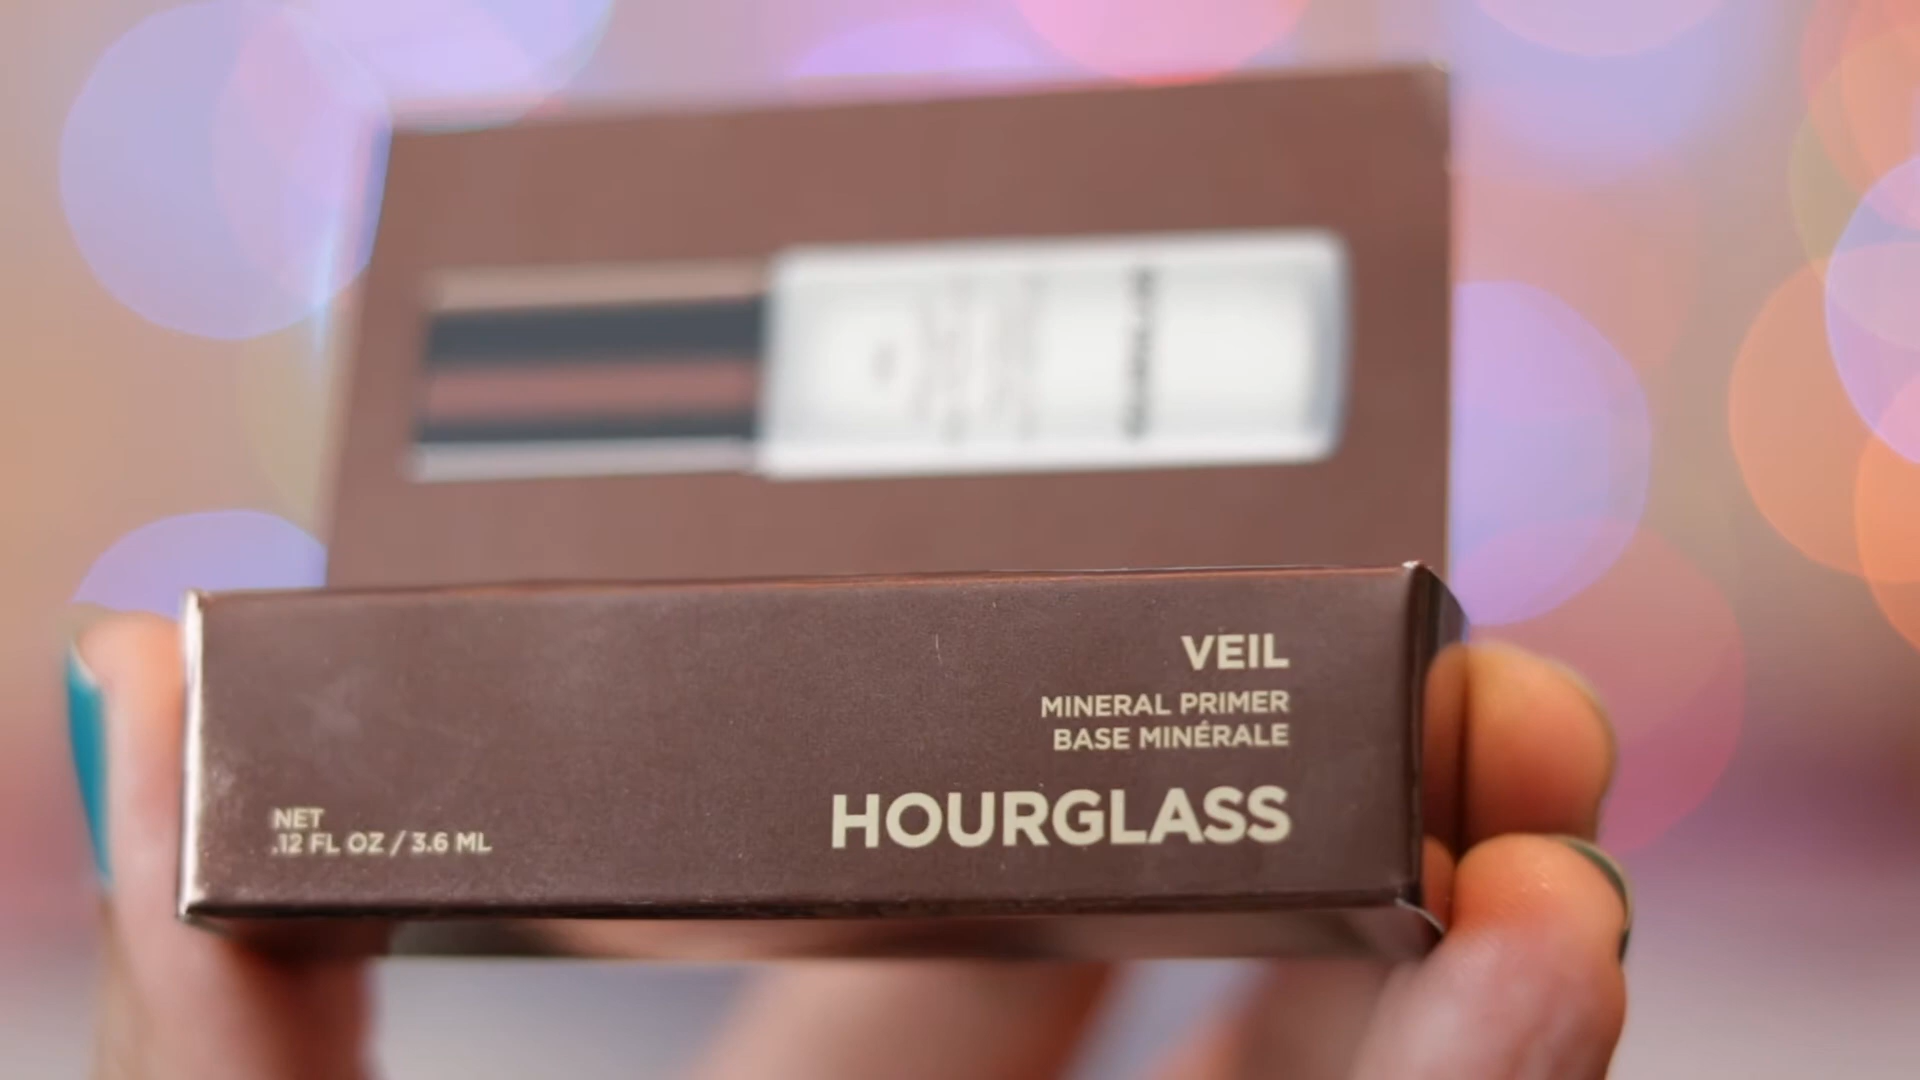 VEIL
MINERAL PRIMER
BASE MINÉRALE
HOURGLASS
NET
.12 FL OZ / 3.6 ML